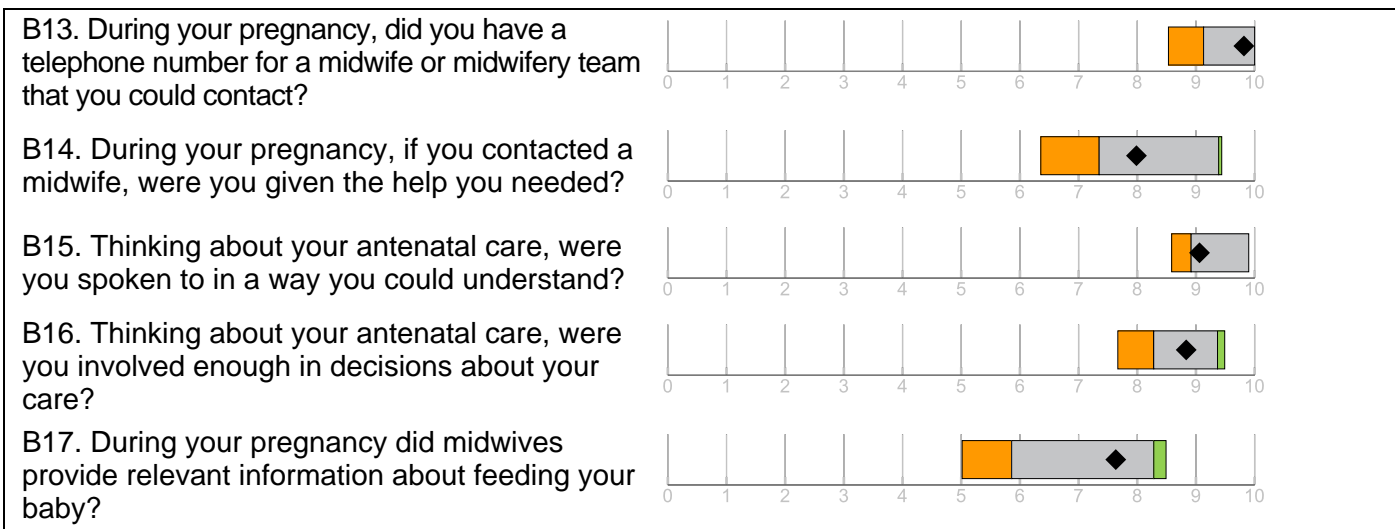 B13. During your pregnancy, did you have a
telephone number for a midwife or midwifery team
that you could contact?
0 1 2 3 4 5 6 7 8 9 10
B14. During your pregnancy, if you contacted a
midwife, were you given the help you needed?
0 1 2 3 4 5 6 7 8 9 10
B15. Thinking about your antenatal care, were
you spoken to in a way you could understand?
0 1 2 3 4 5 6 7 8 9 10
B16. Thinking about your antenatal care, were
you involved enough in decisions about your
care?
0 1 2 3 4 5 6 7 8 9 10
B17. During your pregnancy did midwives
provide relevant information about feeding your
baby?
0 1 2 3 4 5 6 7 8 9 10